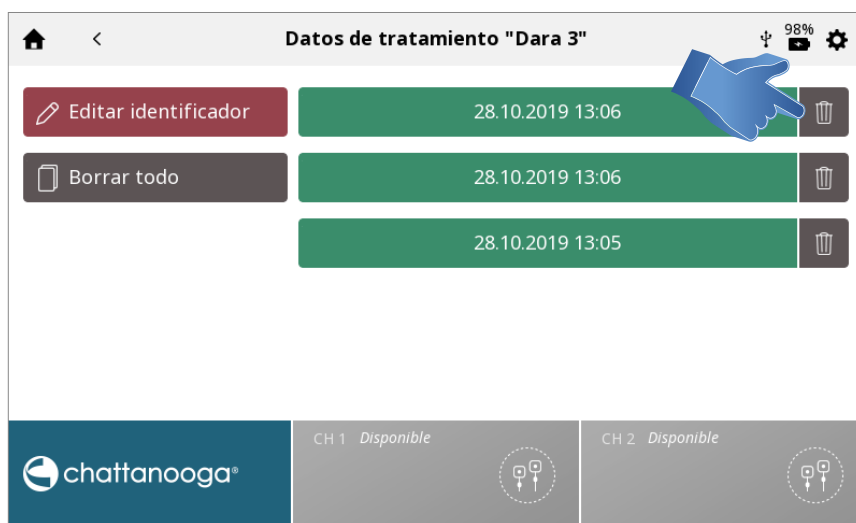 Datos de tratamiento "Dara 3"
98%
Editar identificador
28.10.2019 13:06
Borrar todo
28.10.2019 13:06
28.10.2019 13:05
chattanooga®
CH 1 Disponible
CH 2 Disponible